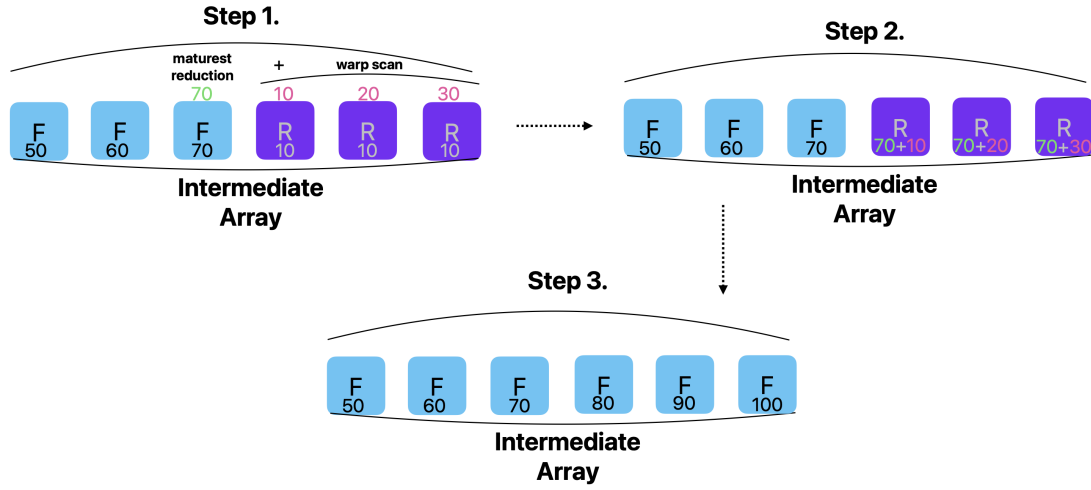 Step 1.
maturest
reduction
+
warp scan
70
10
20
30
F
50
F
60
F
70
R
10
R
10
R
10
Intermediate
Array
Step 2.
F
50
F
60
F
70
R
70+10
R
70+20
R
70+30
Intermediate
Array
Step 3.
F
50
F
60
F
70
F
80
F
90
F
100
Intermediate
Array